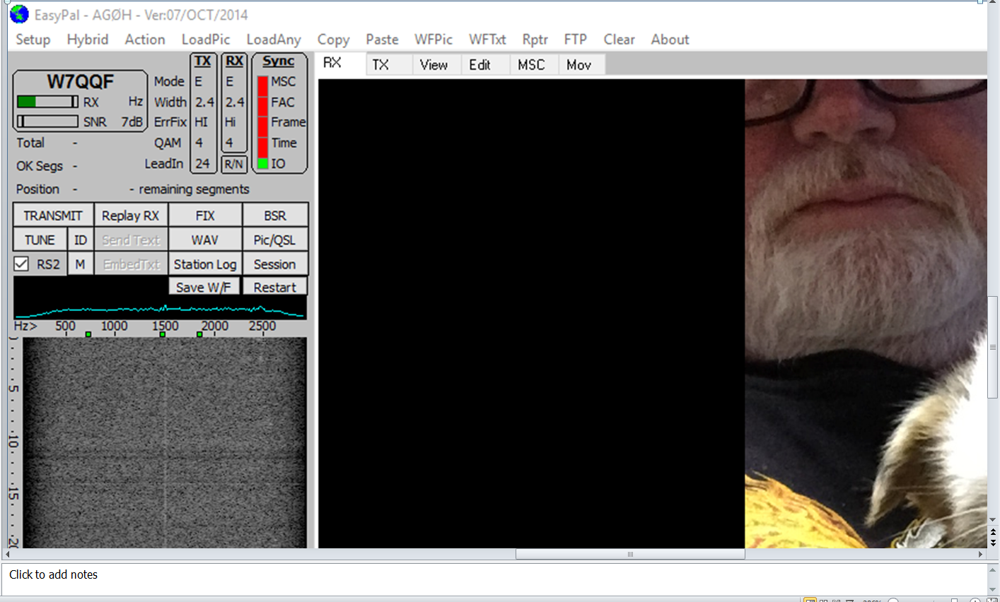 EasyPal - AGØH - Ver:07/OCT/2014
Setup Hybrid Action LoadPic LoadAny Copy Paste WFPic WFTxt Rptr FTP Clear About
RX TX View Edit MSC Mov
TX RX Sync
W7QQF
Mode E E MSC
RX Hz Width 2.4 2.4 FAC
SNR 7dB ErrFix HI Hi Frame
Total - QAM 4 4 Time
OK Segs - LeadIn 24 R/N IO
Position - - remaining segments
TRANSMIT Replay RX FIX BSR
TUNE ID Send Text WAV Pic/QSL
RS2 M EmbedTxt Station Log Session
Save W/F Restart
Hz> 500 1000 1500 2000 2500
5
10
15
Click to add notes